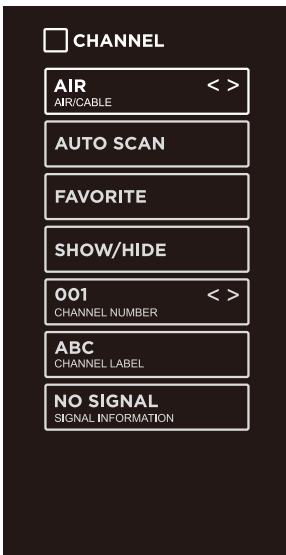 CHANNEL
AIR < >
AIR/CABLE
AUTO SCAN
FAVORITE
SHOW/HIDE
001 < >
CHANNEL NUMBER
ABC
CHANNEL LABEL
NO SIGNAL
SIGNAL INFORMATION